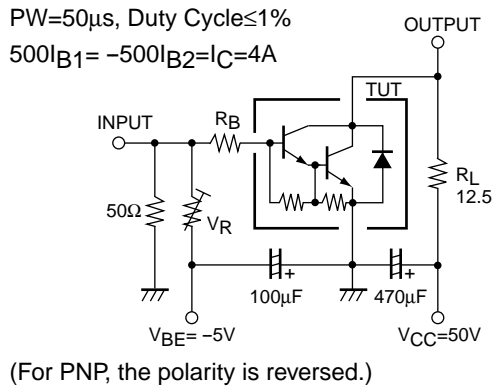 PW=50μs, Duty Cycle≤1%
500IB1= –500IB2=IC=4A
OUTPUT
TUT
INPUT
RB
RL
12.5
50Ω
VR
100μF
470μF
+
+
VBE= –5V
VCC=50V
(For PNP, the polarity is reversed.)